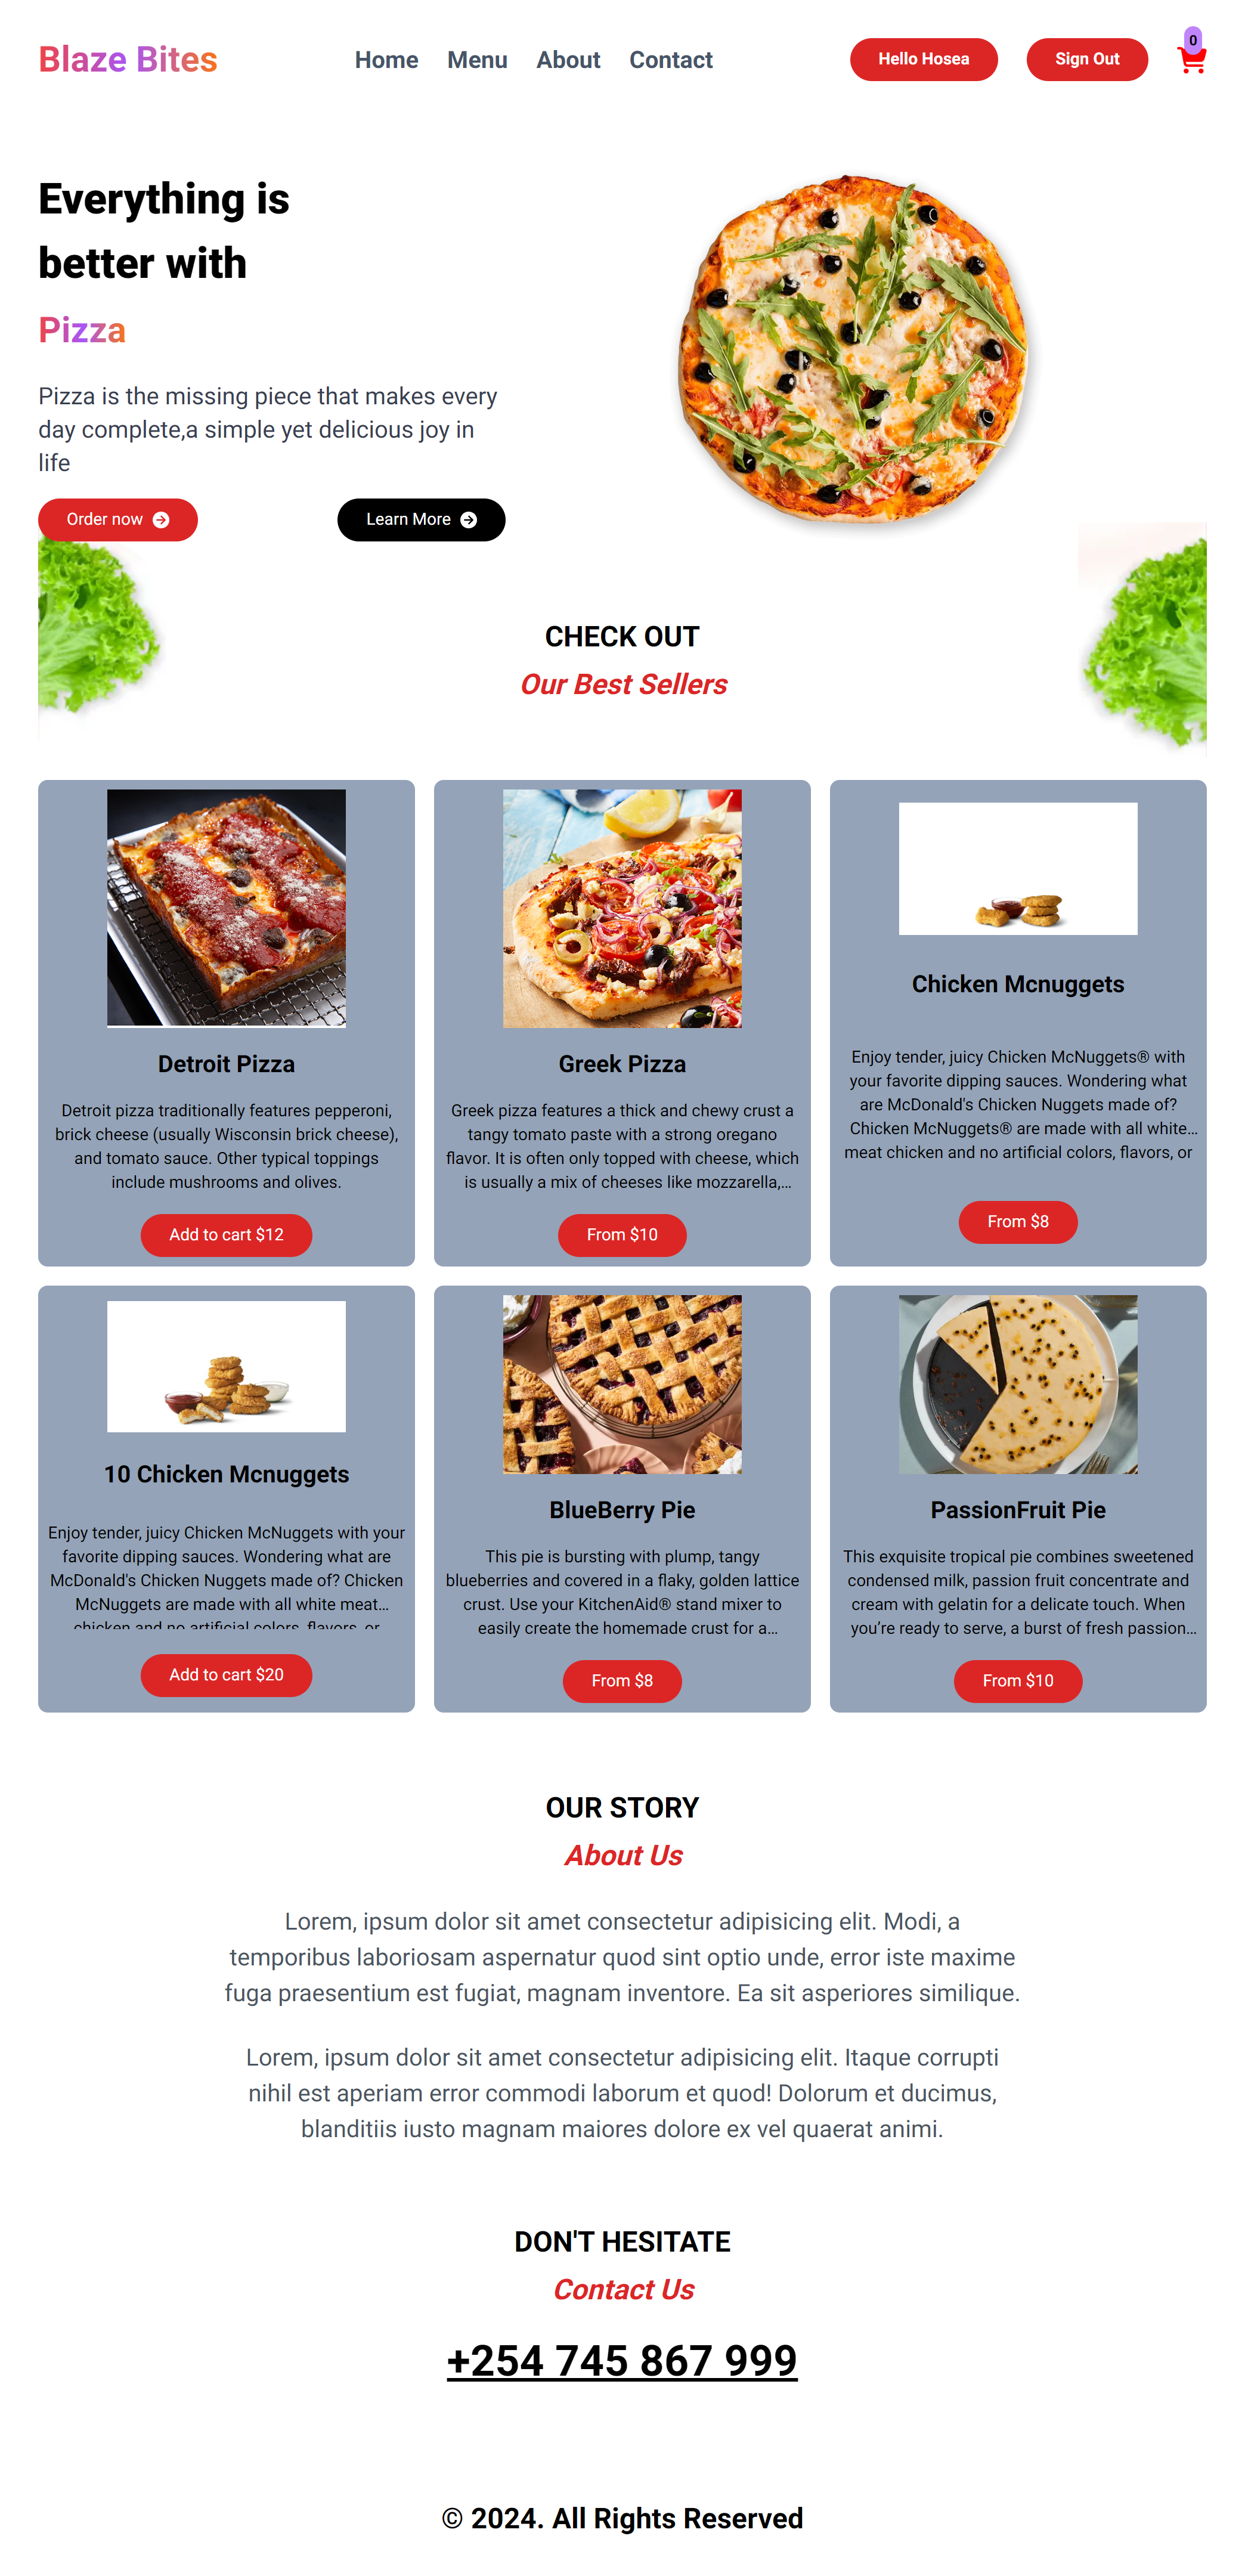 Blaze Bites
Home Menu About Contact
Hello Hosea
Sign Out
0
Everything is
better with
Pizza
Pizza is the missing piece that makes every
day complete,a simple yet delicious joy in
life
Order now
Learn More
CHECK OUT
Our Best Sellers
Detroit Pizza
Detroit pizza traditionally features pepperoni,
brick cheese (usually Wisconsin brick cheese),
and tomato sauce. Other typical toppings
include mushrooms and olives.
Add to cart $12
Greek Pizza
Greek pizza features a thick and chewy crust a
tangy tomato paste with a strong oregano
flavor. It is often only topped with cheese, which
is usually a mix of cheeses like mozzarella,...
From $10
Chicken Mcnuggets
Enjoy tender, juicy Chicken McNuggets® with
your favorite dipping sauces. Wondering what
are McDonald's Chicken Nuggets made of?
Chicken McNuggets® are made with all white...
meat chicken and no artificial colors, flavors, or
From $8
10 Chicken Mcnuggets
Enjoy tender, juicy Chicken McNuggets with your
favorite dipping sauces. Wondering what are
McDonald's Chicken Nuggets made of? Chicken
McNuggets are made with all white meat...
chicken and no artificial colors, flavors, or
Add to cart $20
BlueBerry Pie
This pie is bursting with plump, tangy
blueberries and covered in a flaky, golden lattice
crust. Use your KitchenAid® stand mixer to
easily create the homemade crust for a...
From $8
PassionFruit Pie
This exquisite tropical pie combines sweetened
condensed milk, passion fruit concentrate and
cream with gelatin for a delicate touch. When
you're ready to serve, a burst of fresh passion...
From $10
OUR STORY
About Us
Lorem, ipsum dolor sit amet consectetur adipisicing elit. Modi, a
temporibus laboriosam aspernatur quod sint optio unde, error iste maxime
fuga praesentium est fugiat, magnam inventore. Ea sit asperiores similique.
Lorem, ipsum dolor sit amet consectetur adipisicing elit. Itaque corrupti
nihil est aperiam error commodi laborum et quod! Dolorum et ducimus,
blanditiis iusto magnam maiores dolore ex vel quaerat animi.
DON'T HESITATE
Contact Us
+254 745 867 999
© 2024. All Rights Reserved